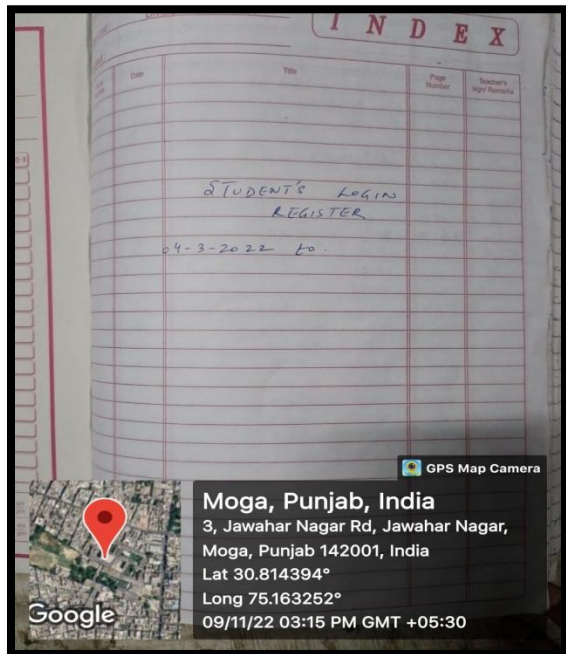 INDEX
Date
Title
Page
Number
Teacher's
Sign/Remarks
STUDENT'S LOGIN
REGISTER
04-3-2022 to.
GPS Map Camera
Moga, Punjab, India
3, Jawahar Nagar Rd, Jawahar Nagar,
Moga, Punjab 142001, India
Lat 30.814394°
Long 75.163252°
09/11/22 03:15 PM GMT +05:30
Google